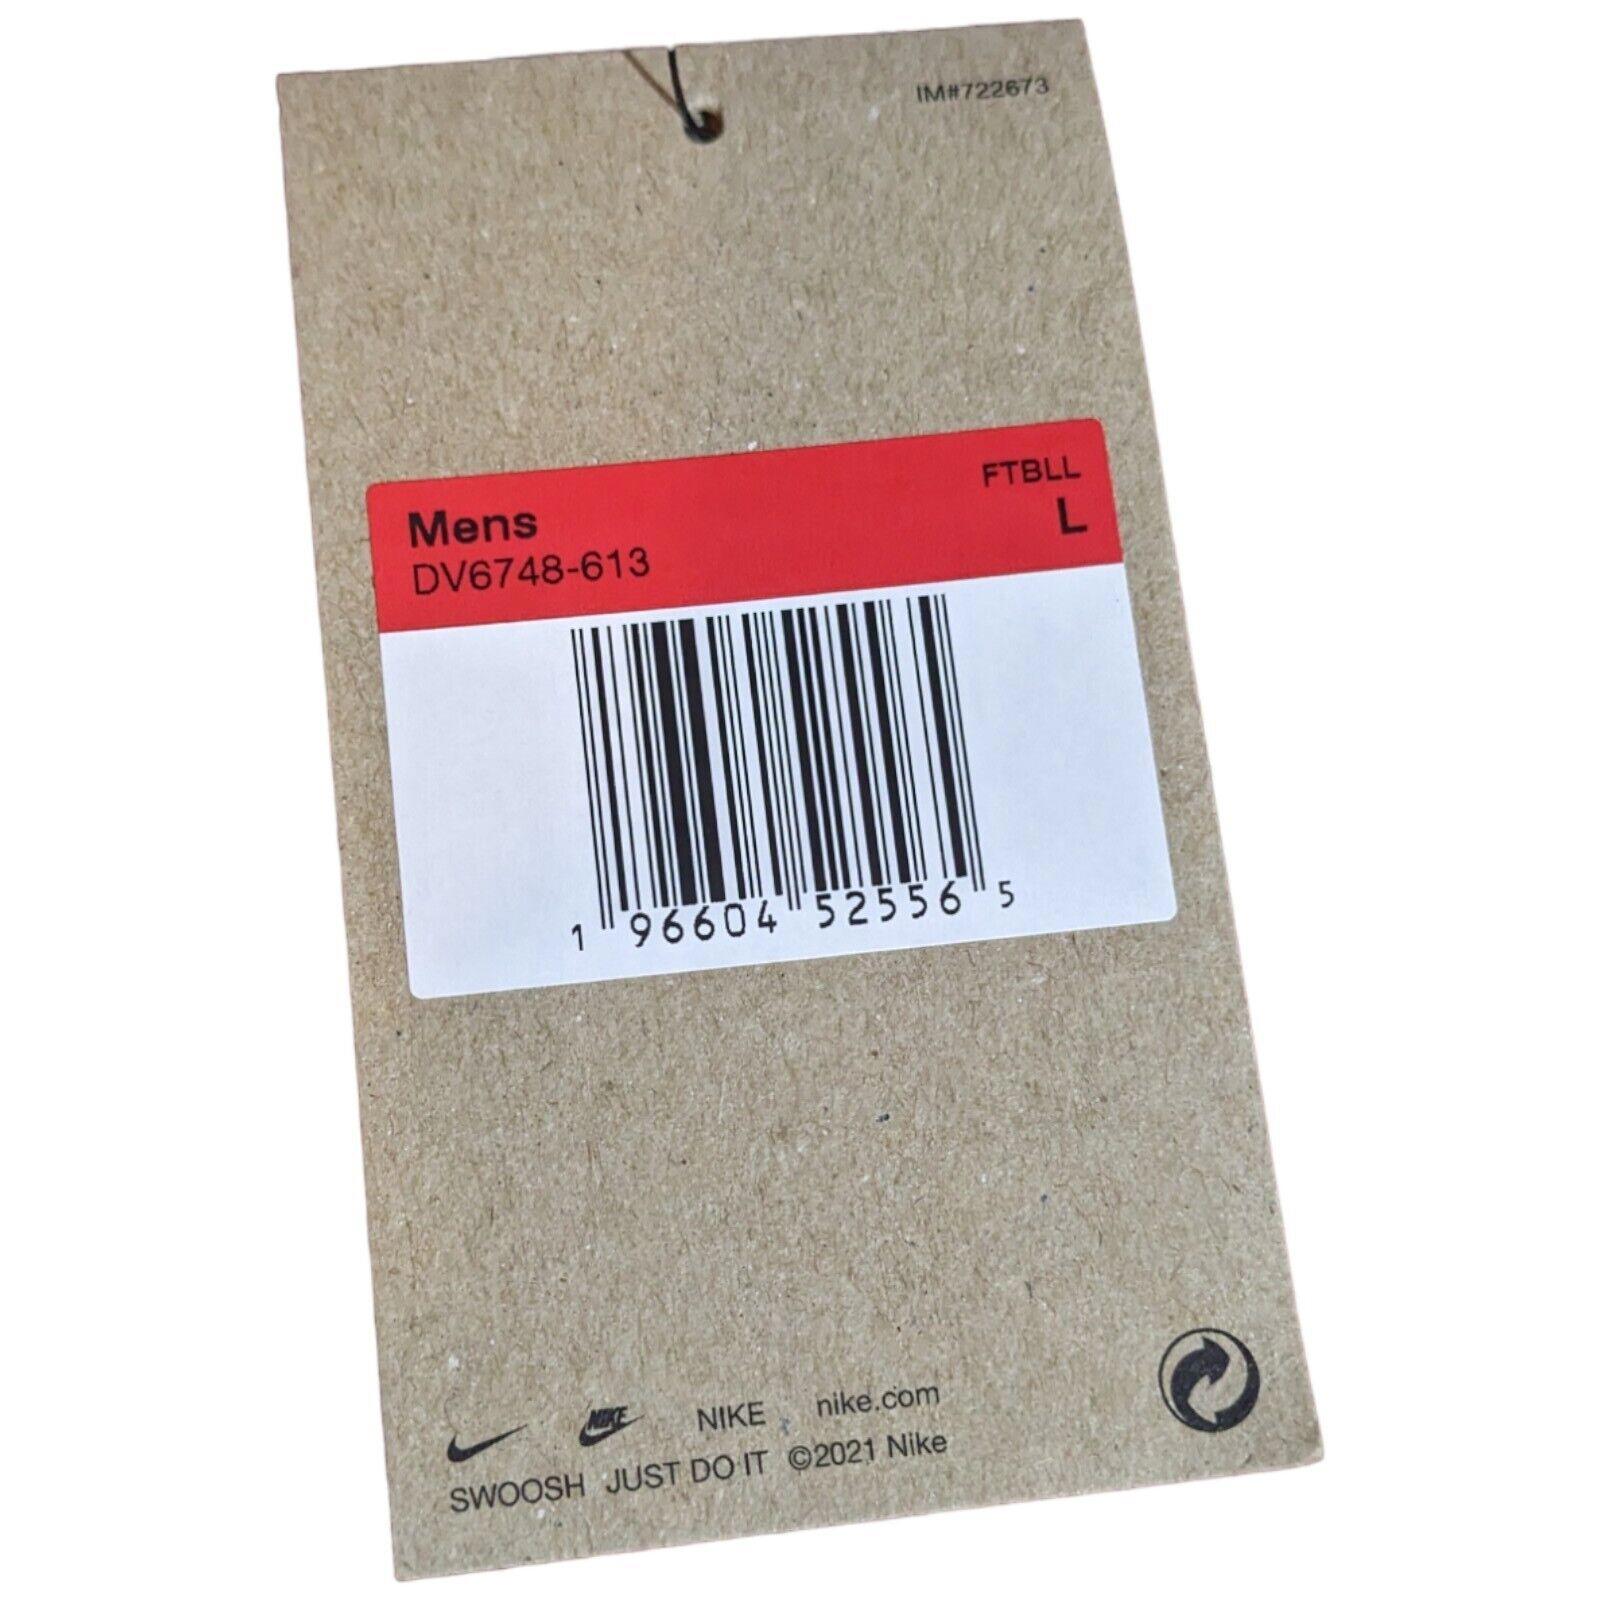 IM#722673
FTBLL
Mens L
DV6748-613
1 96604 52556 5
NIKE NIKE nike.com
SWOOSH JUST DO IT ©2021 Nike